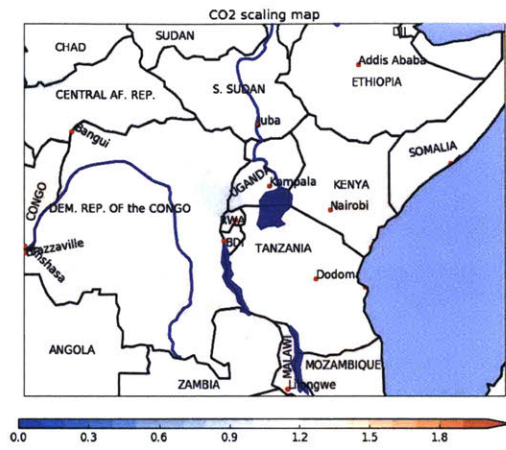 CO2 scaling map
SUDAN
DJI.
CHAD
Addis Ababa
ETHIOPIA
S. SUDAN
CENTRAL AF. REP.
Juba
Bangui
SOMALIA
UGANDA
Kampala
KENYA
CONGO
DEM. REP. OF the CONGO
Nairobi
RWA
BDI
TANZANIA
Brazzaville
Kinshasa
Dodoma
ANGOLA
MALAWI
MOZAMBIQUE
ZAMBIA
Lilongwe
0.0 0.3 0.6 0.9 1.2 1.5 1.8